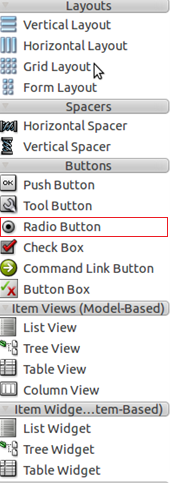 Layouts
Vertical Layout
Horizontal Layout
Grid Layout
Form Layout
Spacers
Horizontal Spacer
Vertical Spacer
Buttons
OK Push Button
Tool Button
Radio Button
Check Box
Command Link Button
Button Box
Item Views (Model-Based)
List View
Tree View
Table View
Column View
Item Widge...tem-Based)
List Widget
Tree Widget
Table Widget